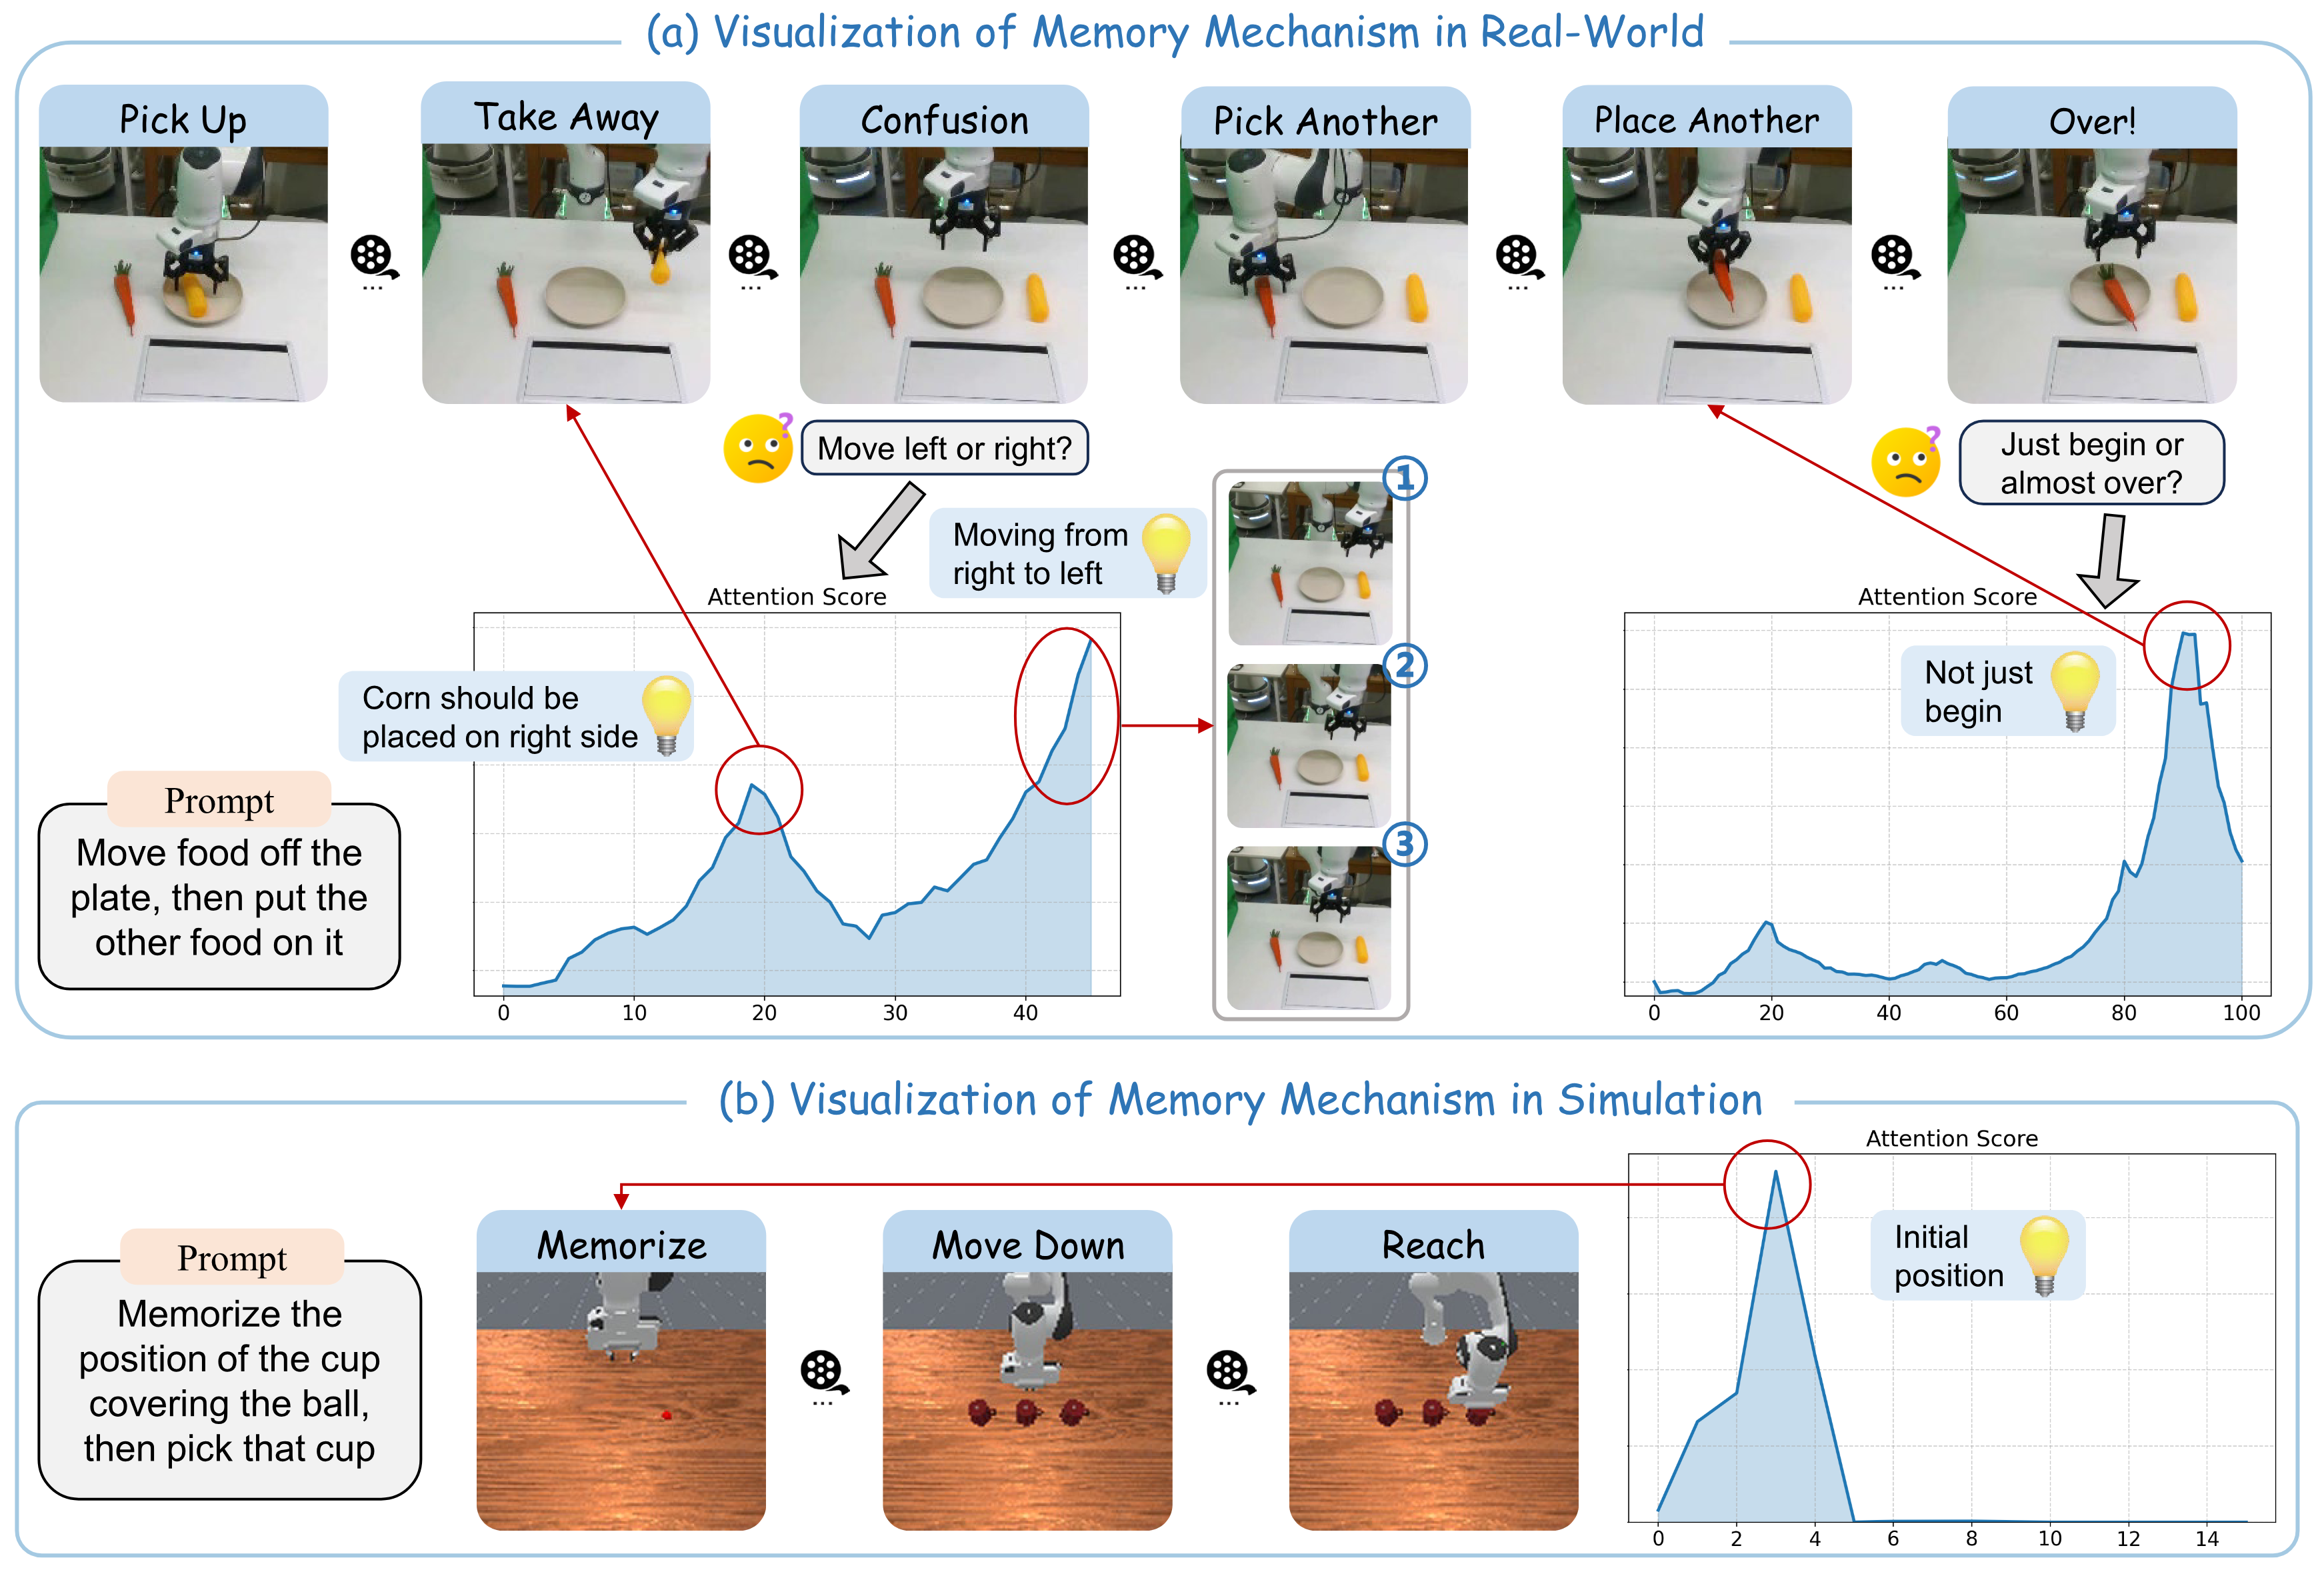 (a) Visualization of Memory Mechanism in Real-World
Pick Up
Take Away
Confusion
Pick Another
Place Another
Over!
...
...
...
...
...
?
Move left or right?
?
Just begin or
almost over?
Moving from
right to left
1
2
3
Attention Score
Corn should be
placed on right side
0
10
20
30
40
Attention Score
Not just
begin
0
20
40
60
80
100
Prompt
Move food off the
plate, then put the
other food on it
(b) Visualization of Memory Mechanism in Simulation
Prompt
Memorize the
position of the cup
covering the ball,
then pick that cup
Memorize
Move Down
Reach
...
...
Attention Score
Initial
position
0
2
4
6
8
10
12
14